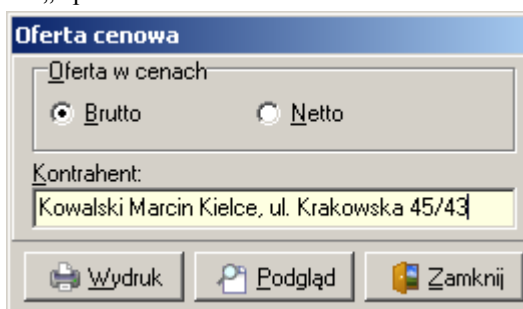 Oferta cenowa
Oferta w cenach
Brutto Netto
Kontrahent:
Kowalski Marcin Kielce, ul. Krakowska 45/43
Wydruk Podgląd Zamknij